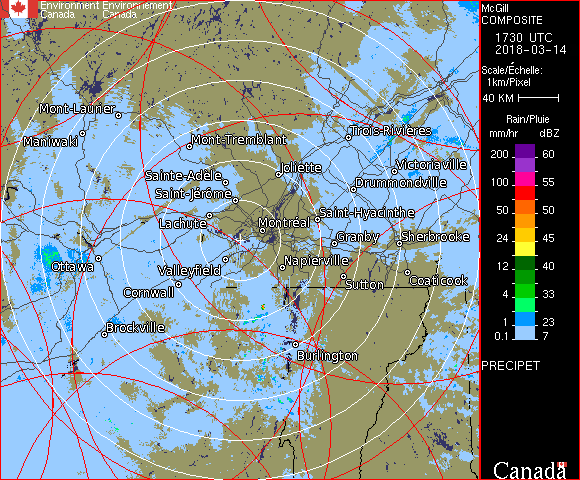 Environment Environnement
Canada Canada
McGill
COMPOSITE
1730 UTC
2018-03-14
Scale/Échelle:
1km/Pixel
40 KM
Rain/Pluie
mm/hr dBZ
200 60
100 55
50 50
24 45
12 40
4 33
1 23
0.1 7
PRECIPET
Canada
Mont-Laurier
Maniwaki
Mont-Tremblant
Trois-Rivières
Sainte-Adèle
Joliette
Victoriaville
Saint-Jérôme
Drummondville
Lachute
Montréal
Saint-Hyacinthe
Granby
Sherbrooke
Ottawa
Valleyfield
Napierville
Cornwall
Sutton
Coaticook
Brockville
Burlington